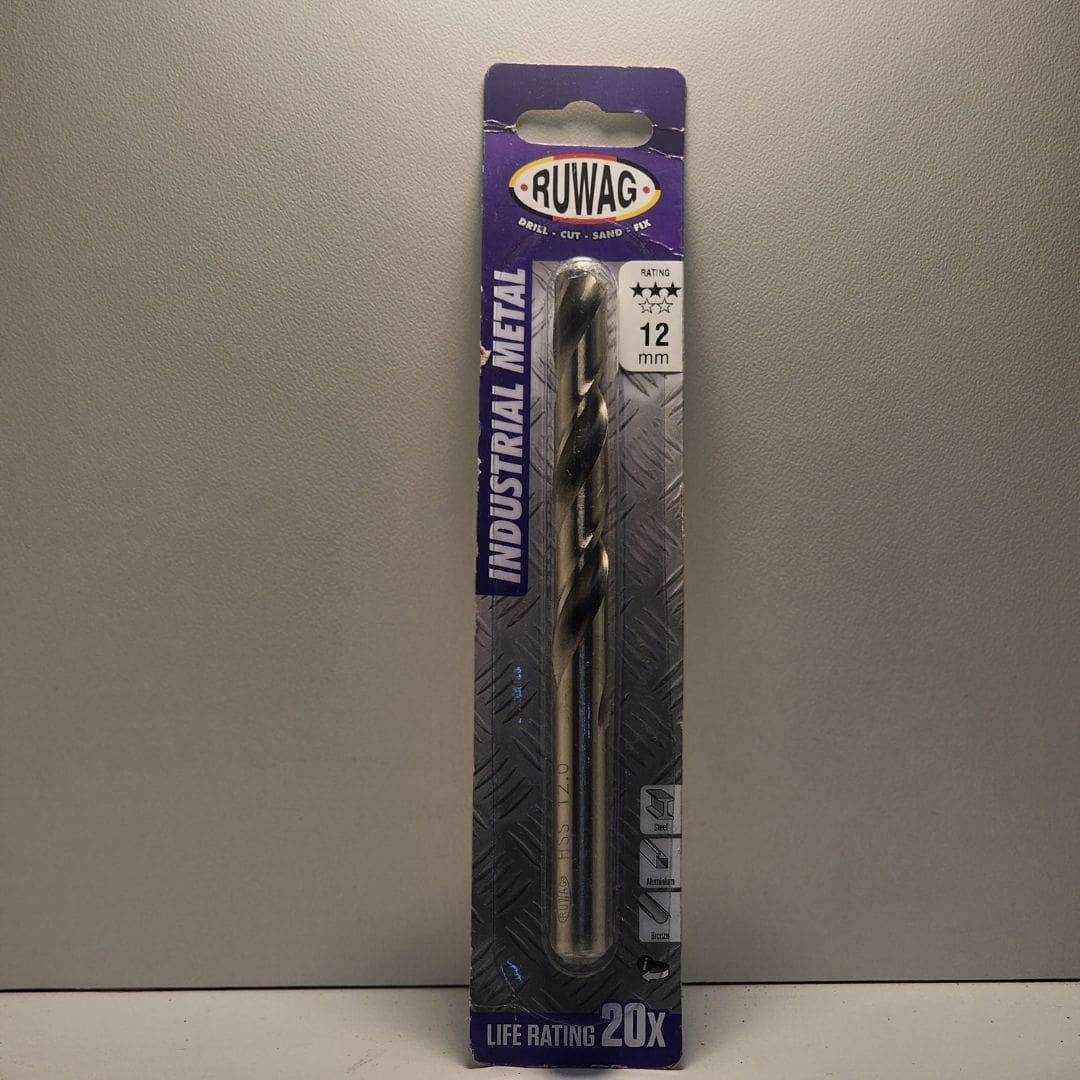 RUWAG
DRILL - CUT - SAND - FIX
INDUSTRIAL METAL
RATING
12
mm
RUWAG HSS 12.0
Steel
Aluminium
Bronze
i
LIFE RATING 20X